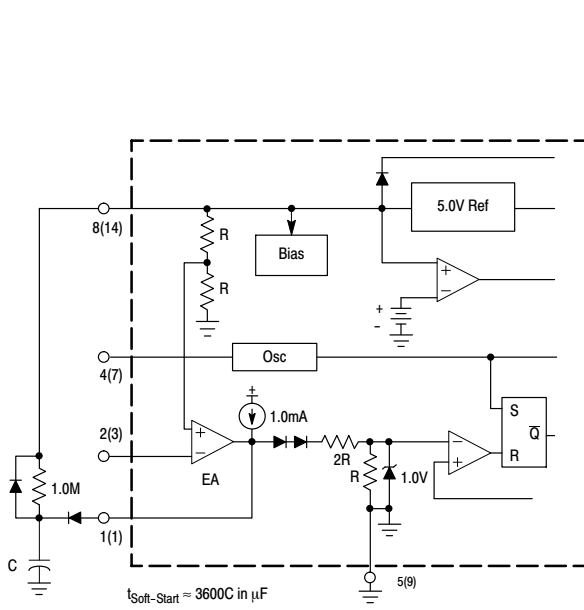 5.0V Ref
8(14)
R
Bias
R
+
−
+
−
4(7)
Osc
+
1.0mA
S
Q̅
R
2(3)
+
−
EA
2R
R
1.0V
−
+
1.0M
1(1)
C
5(9)
tSoft-Start ≈ 3600C in µF